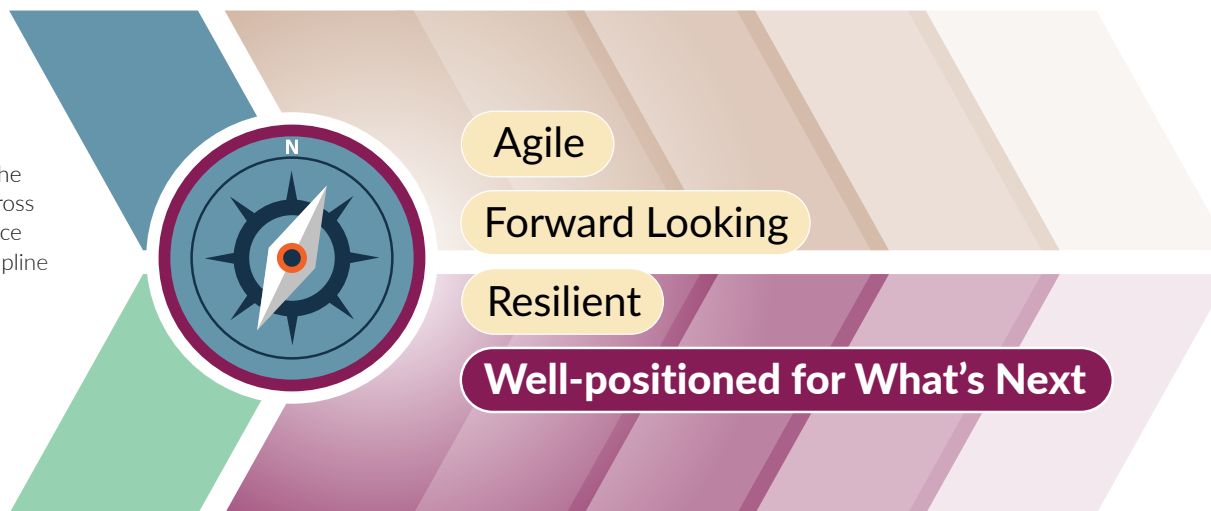 N
Agile
Forward Looking
Resilient
Well-positioned for What’s Next